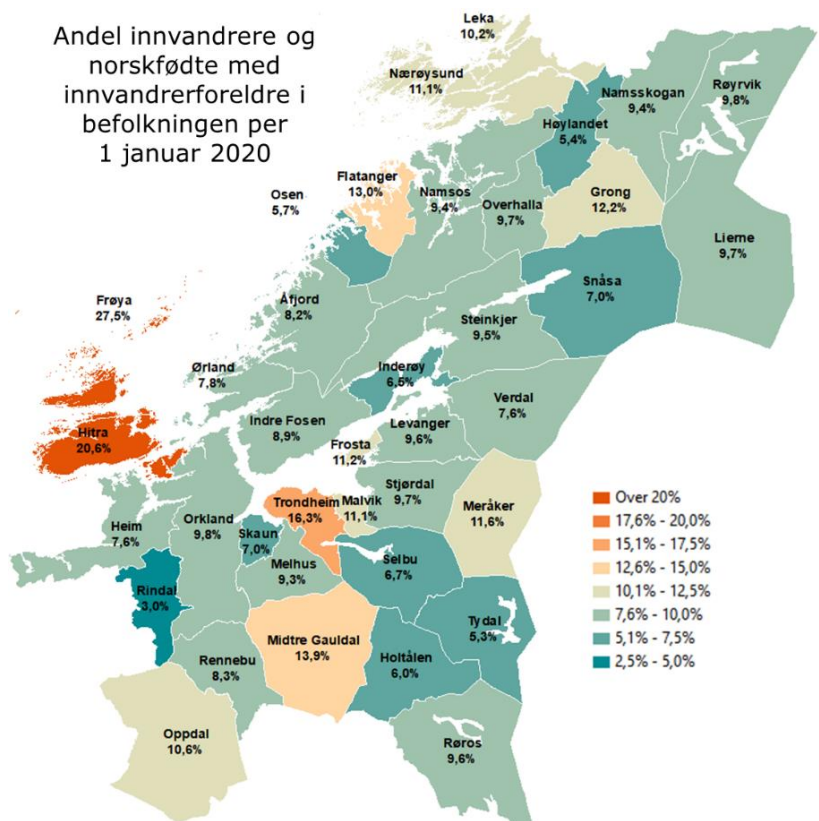 Andel innvandrere og
norskfødte med
innvandrerforeldre i
befolkningen per
1 januar 2020
Leka
10,2%
Nærøysund
11,1%
Namsskogan
9,4%
Røyrvik
9,8%
Høylandet
5,4%
Flatanger
13,0%
Osen
5,7%
Namsos
9,4%
Overhalla
9,7%
Grong
12,2%
Lierne
9,7%
Snåsa
7,0%
Frøya
27,5%
Åfjord
8,2%
Steinkjer
9,5%
Ørland
7,8%
Inderøy
6,5%
Verdal
7,6%
Hitra
20,6%
Indre Fosen
8,9%
Levanger
9,6%
Frosta
11,2%
Stjørdal
9,7%
Meråker
11,6%
Trondheim
16,3%
Malvik
11,1%
Heim
7,6%
Orkland
9,8%
Skaun
7,0%
Melhus
9,3%
Selbu
6,7%
Rindal
3,0%
Tydal
5,3%
Midtre Gauldal
13,9%
Rennebu
8,3%
Holtålen
6,0%
Oppdal
10,6%
Røros
9,6%
Over 20%
17,6% - 20,0%
15,1% - 17,5%
12,6% - 15,0%
10,1% - 12,5%
7,6% - 10,0%
5,1% - 7,5%
2,5% - 5,0%